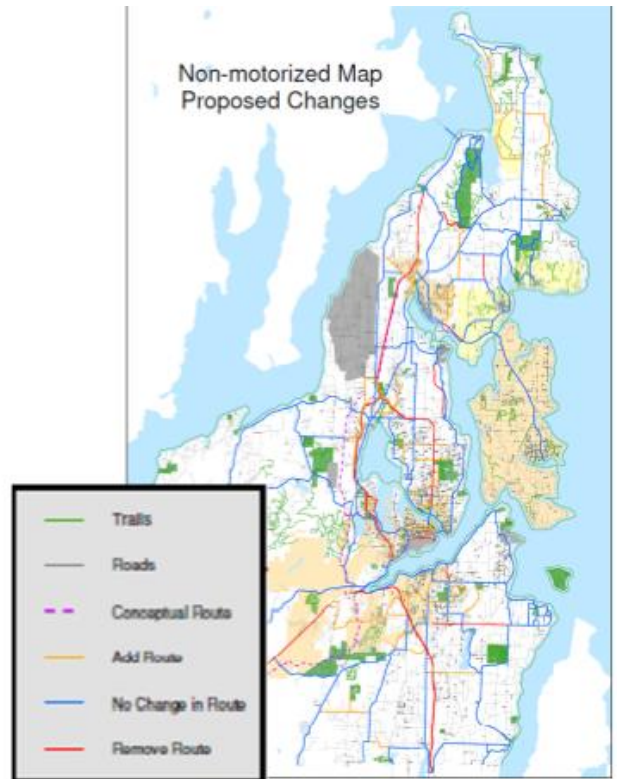 Non-motorized Map
Proposed Changes
Trails
Roads
Conceptual Route
Add Route
No Change in Route
Remove Route